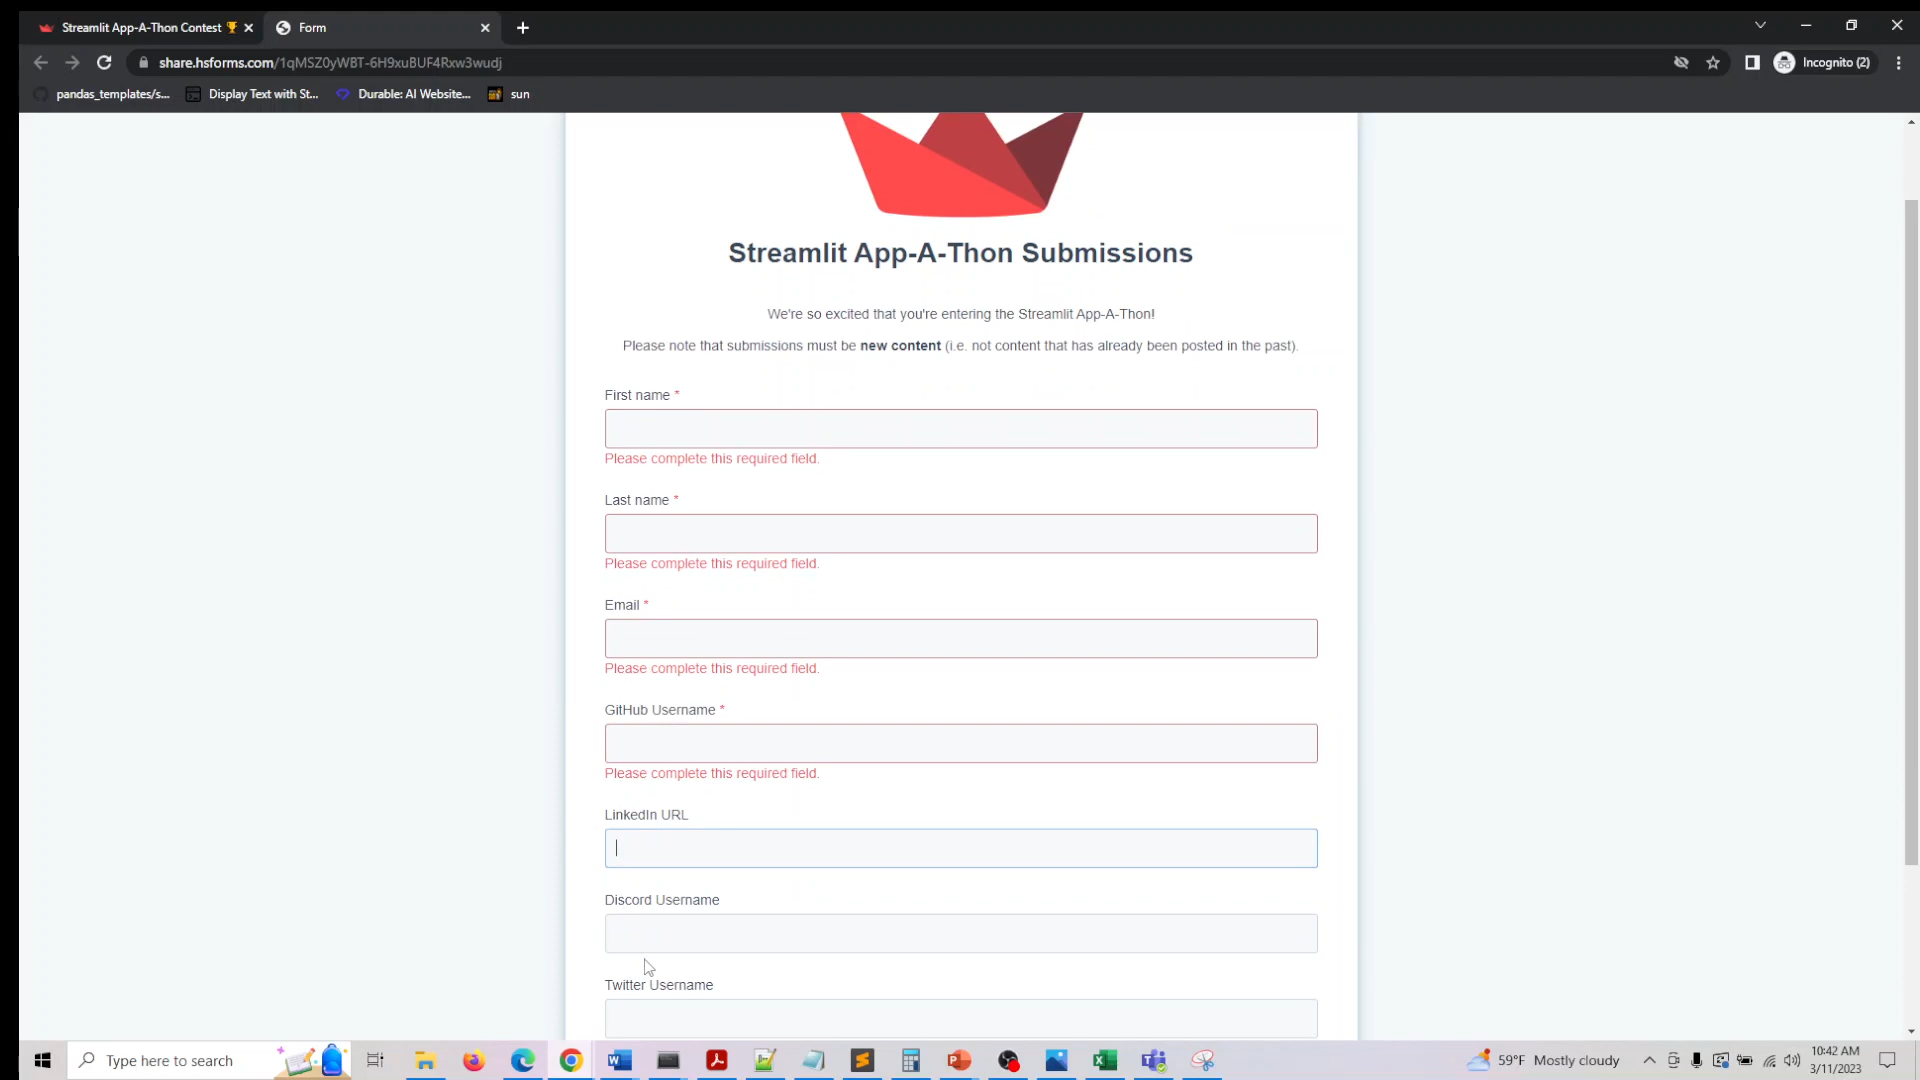 Streamlit App-A-Thon Contest 🏆
Form
share.hsforms.com/1qMSZ0yWBT-6H9xuBUF4Rxw3wudj
Incognito (2)
pandas_templates/s...
Display Text with St...
Durable: AI Website...
sun
Streamlit App-A-Thon Submissions
We're so excited that you're entering the Streamlit App-A-Thon!
Please note that submissions must be new content (i.e. not content that has already been posted in the past).
First name *
Please complete this required field.
Last name *
Please complete this required field.
Email *
Please complete this required field.
GitHub Username *
Please complete this required field.
LinkedIn URL
Discord Username
Twitter Username
Type here to search
59°F Mostly cloudy
10:42 AM
3/11/2023